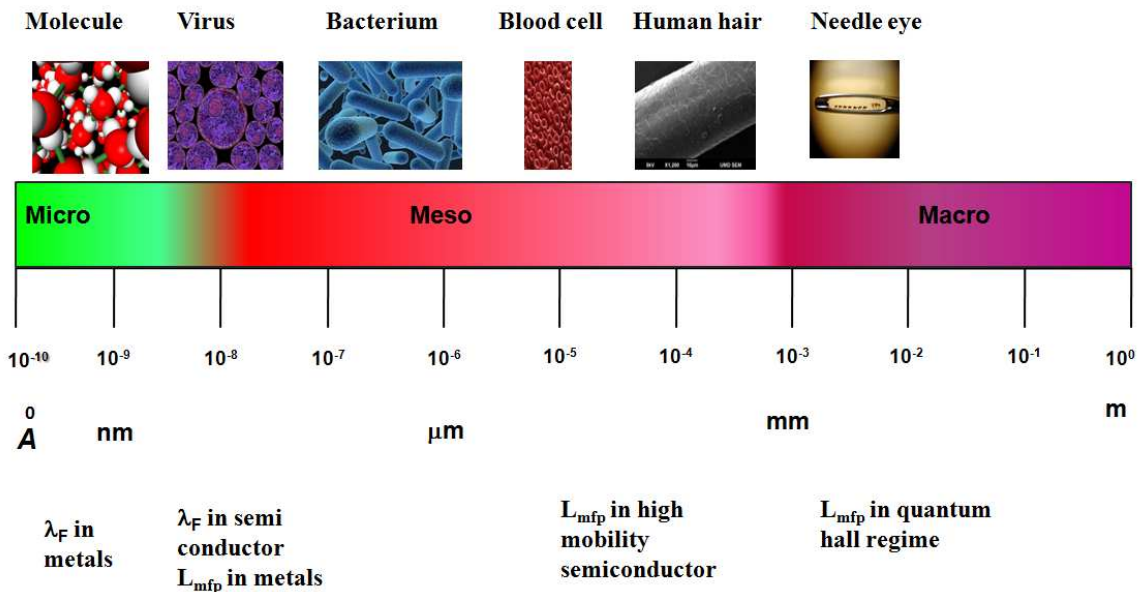 Molecule Virus Bacterium Blood cell Human hair Needle eye
Micro Meso Macro
10⁻¹⁰ 10⁻⁹ 10⁻⁸ 10⁻⁷ 10⁻⁶ 10⁻⁵ 10⁻⁴ 10⁻³ 10⁻² 10⁻¹ 10⁰
0
A nm μm mm m
λF in
metals
λF in semi
conductor
Lmfp in metals
Lmfp in high
mobility
semiconductor
Lmfp in quantum
hall regime